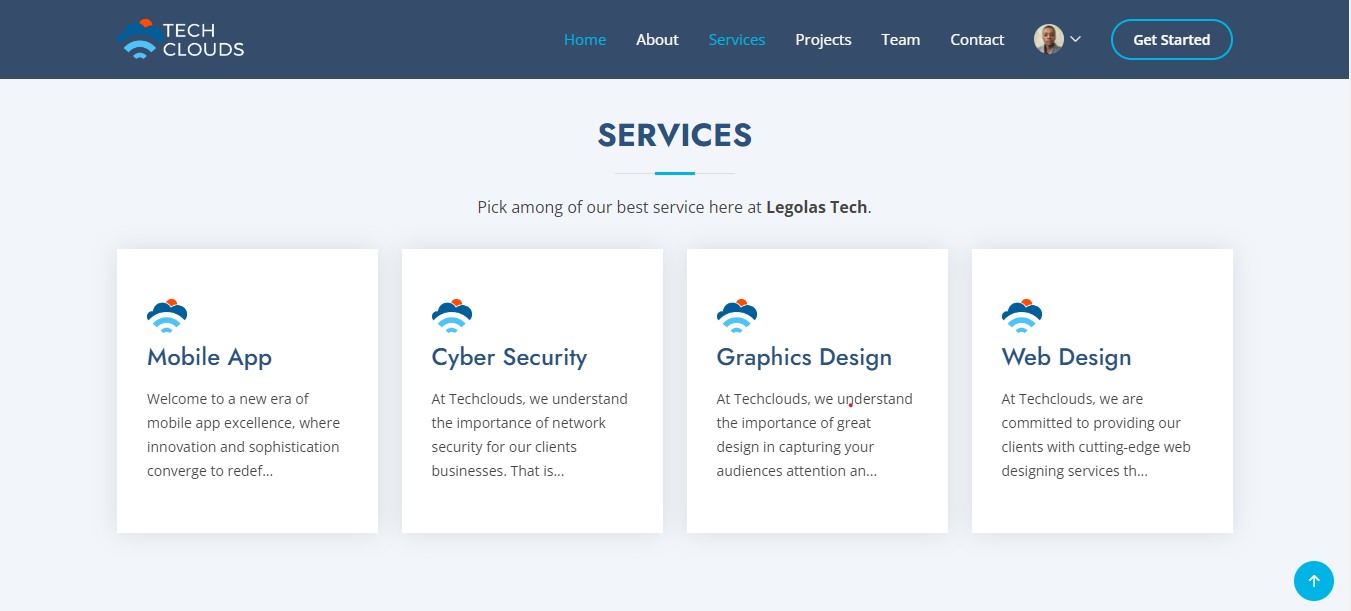 TECH
CLOUDS
Home About Services Projects Team Contact Get Started
SERVICES
Pick among of our best service here at Legolas Tech.
Mobile App
Welcome to a new era of
mobile app excellence, where
innovation and sophistication
converge to redef...
Cyber Security
At Techclouds, we understand
the importance of network
security for our clients
businesses. That is...
Graphics Design
At Techclouds, we understand
the importance of great
design in capturing your
audiences attention an...
Web Design
At Techclouds, we are
committed to providing our
clients with cutting-edge web
designing services th...